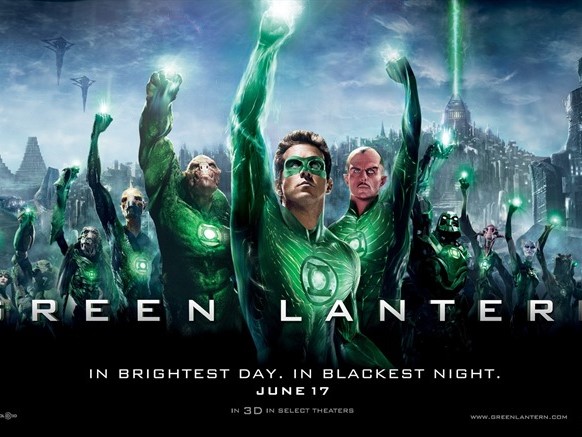 GREEN LANTERN
IN BRIGHTEST DAY. IN BLACKEST NIGHT.
JUNE 17
IN 3D IN SELECT THEATERS
WWW.GREENLANTERN.COM